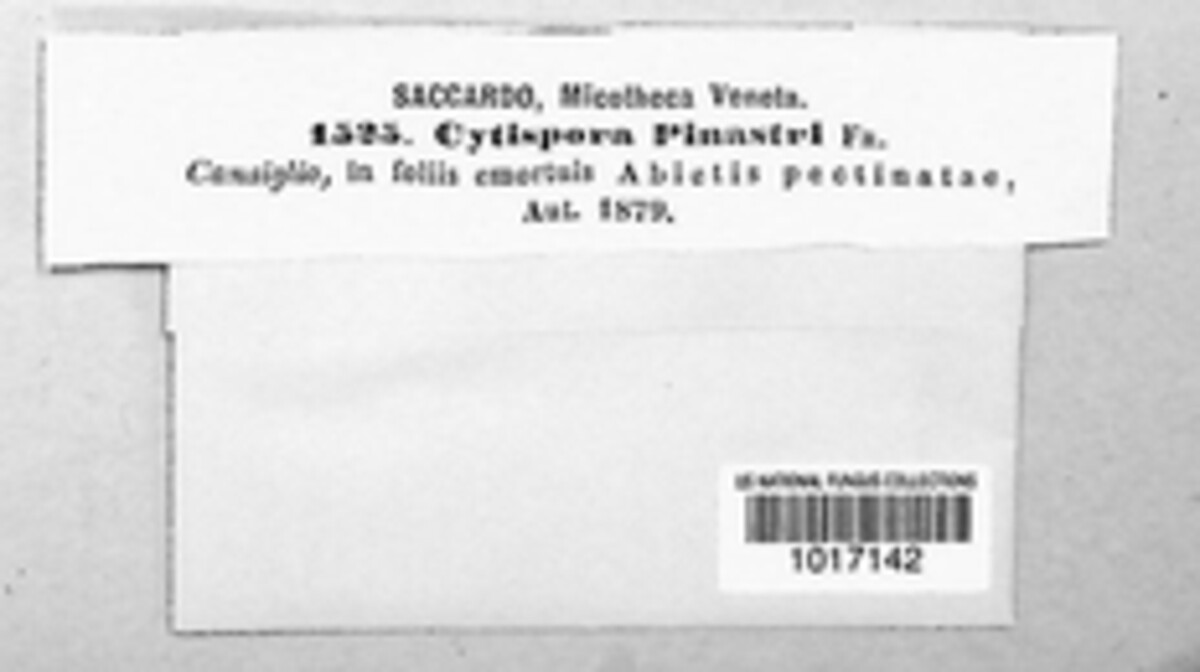 SACCARDO, Micotheca Veneta.
1525. Cytispora Pinastri Fr.
Cansiglio, in foliis emortuis Abietis pectinatae,
Aut. 1879.
US NATIONAL FUNGUS COLLECTIONS
1017142